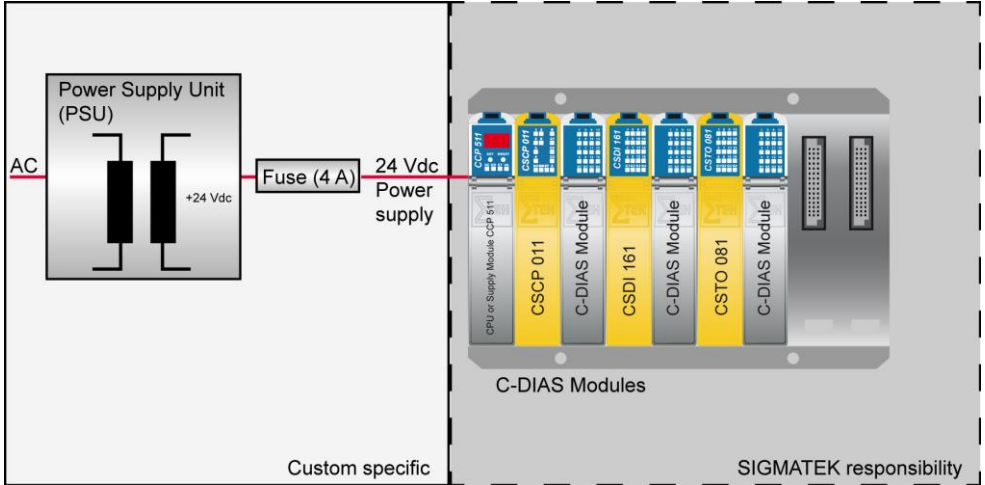 Power Supply Unit
(PSU)
AC
+24 Vdc
Fuse (4 A)
24 Vdc
Power
supply
CCP 511
CSCP 011
CSDI 161
CSTO 081
CPU or Supply Module CCP 511
CSCP 011
C-DIAS Module
CSDI 161
C-DIAS Module
CSTO 081
C-DIAS Module
C-DIAS Modules
Custom specific
SIGMATEK responsibility